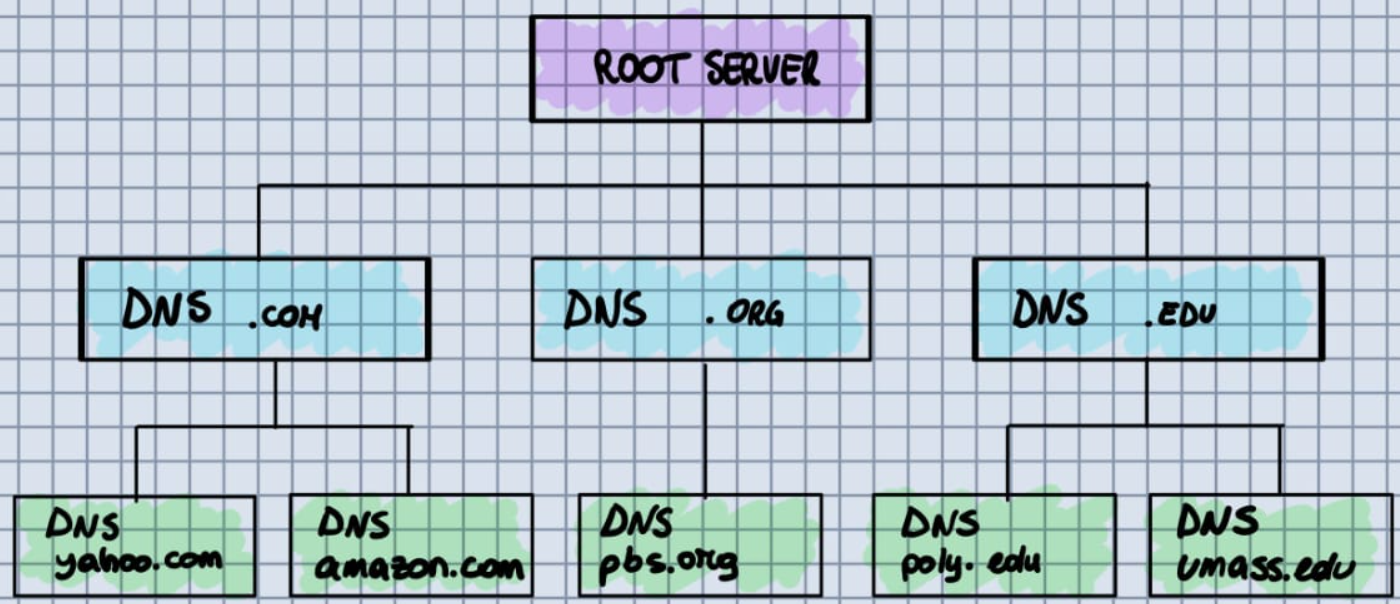 ROOT SERVER
DNS .COM
DNS .ORG
DNS .EDU
DNS
yahoo.com
DNS
amazon.com
DNS
pbs.org
DNS
poly.edu
DNS
umass.edu